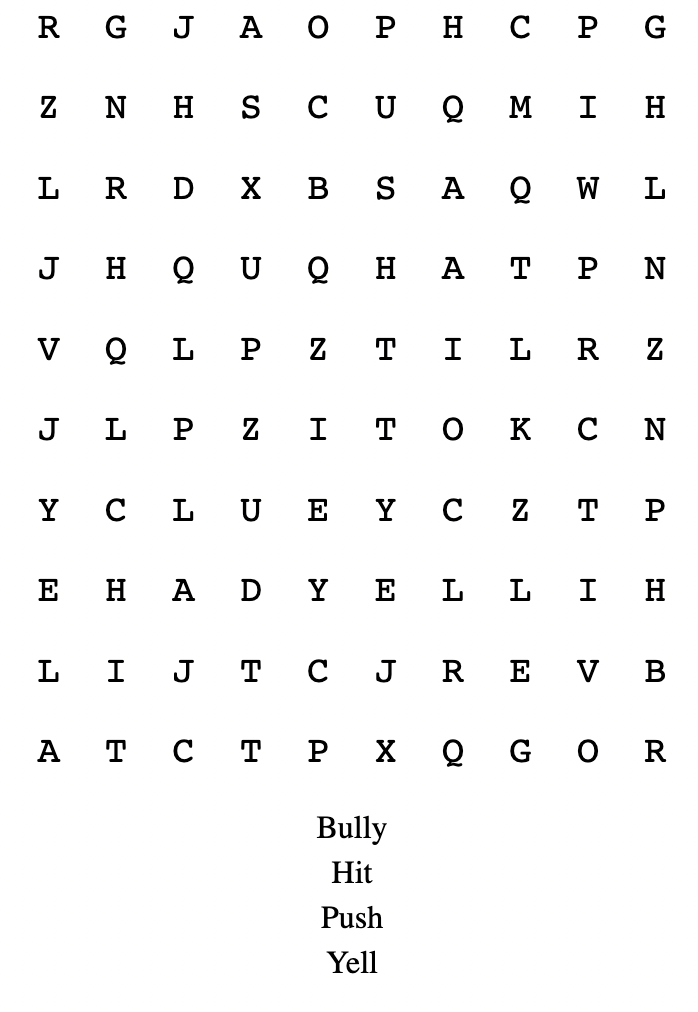 R G J A O P H C P G
Z N H S C U Q M I H
L R D X B S A Q W L
J H Q U Q H A T P N
V Q L P Z T I L R Z
J L P Z I T O K C N
Y C L U E Y C Z T P
E H A D Y E L L I H
L I J T C J R E V B
A T C T P X Q G O R
Bully
Hit
Push
Yell